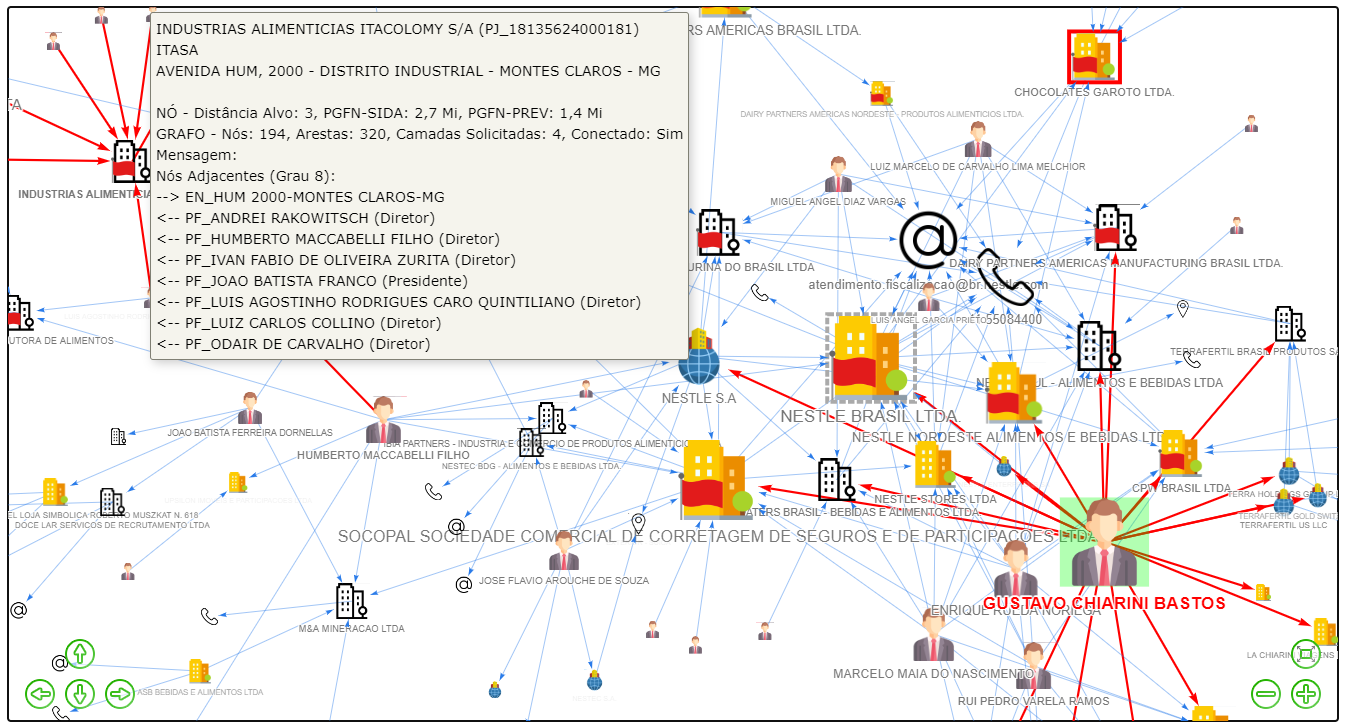 INDUSTRIAS ALIMENTICIAS ITACOLOMY S/A (PJ_18135624000181)
ITASA
AVENIDA HUM, 2000 - DISTRITO INDUSTRIAL - MONTES CLAROS - MG
NÓ - Distância Alvo: 3, PGFN-SIDA: 2,7 Mi, PGFN-PREV: 1,4 Mi
GRAFO - Nós: 194, Arestas: 320, Camadas Solicitadas: 4, Conectado: Sim
Mensagem:
Nós Adjacentes (Grau 8):
--> EN_HUM 2000-MONTES CLAROS-MG
<-- PF_ANDREI RAKOWITSCH (Diretor)
<-- PF_HUMBERTO MACCABELLI FILHO (Diretor)
<-- PF_IVAN FABIO DE OLIVEIRA ZURITA (Diretor)
<-- PF_JOAO BATISTA FRANCO (Presidente)
<-- PF_LUIS AGOSTINHO RODRIGUES CARO QUINTILIANO (Diretor)
<-- PF_LUIZ CARLOS COLLINO (Diretor)
<-- PF_ODAIR DE CARVALHO (Diretor)
RS AMERICAS BRASIL LTDA.
CHOCOLATES GAROTO LTDA.
TA
DAIRY PARTNERS AMERICAS NORDESTE - PRODUTOS ALIMENTICIOS LTDA.
LUIZ MARCELO DE CARVALHO LIMA MELCHIOR
INDUSTRIAS ALIMENTICIA
MIGUEL ANGEL DIAZ VARGAS
URINA DO BRASIL LTDA
DAIRY PARTNERS AMERICAS MANUFACTURING BRASIL LTDA.
atendimento.fiscalizacao@br.nestle.com
LUIS ANGEL GARCIA PRIETO
55084400
UTORA DE ALIMENTOS
TERRAFERTIL BRASIL PRODUTOS SA
NESTLE S.A
UL - ALIMENTOS E BEBIDAS LTDA
NESTLE BRASIL LTDA.
JOAO BATISTA FERREIRA DORNELLAS
NESTLE NORDESTE ALIMENTOS E BEBIDAS LTD
PARTNERS - INDUSTRIA E COMERCIO DE PRODUTOS ALIMENTICIO
HUMBERTO MACCABELLI FILHO
NESTEC BDG - ALIMENTOS E BEBIDAS LTDA.
CPW BRASIL LTDA
TERRA HOLDINGS GROUP L
NESTLE STORES LTDA
EL LOJA SIMBOLICA ROBERTO MUSZKAT N. 618
ATERS BRASIL - BEBIDAS E ALIMENTOS LTDA.
TERRAFERTIL GOLD SWIT
DOCE LAR SERVICOS DE RECRUTAMENTO LTDA
TERRAFERTIL US LLC
SOCOPAL SOCIEDADE COMERCIAL DE CORRETAGEM DE SEGUROS E DE PARTICIPACOES LTDA
JOSE FLAVIO AROUCHE DE SOUZA
GUSTAVO CHIARINI BASTOS
ENRIQUE RUEDA NORIEGA
M&A MINERACAO LTDA
LA CHIARIN
MARCELO MAIA DO NASCIMENTO
ASB BEBIDAS E ALIMENTOS LTDA
RUI PEDRO VARELA RAMOS